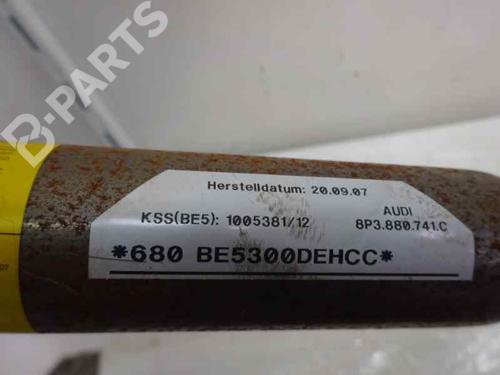 B-PARTS
Herstelldatum: 20.09.07
KSS(BE5): 1005381/12
AUDI
8P3.880.741.C
*680 BE5300DEHCC*